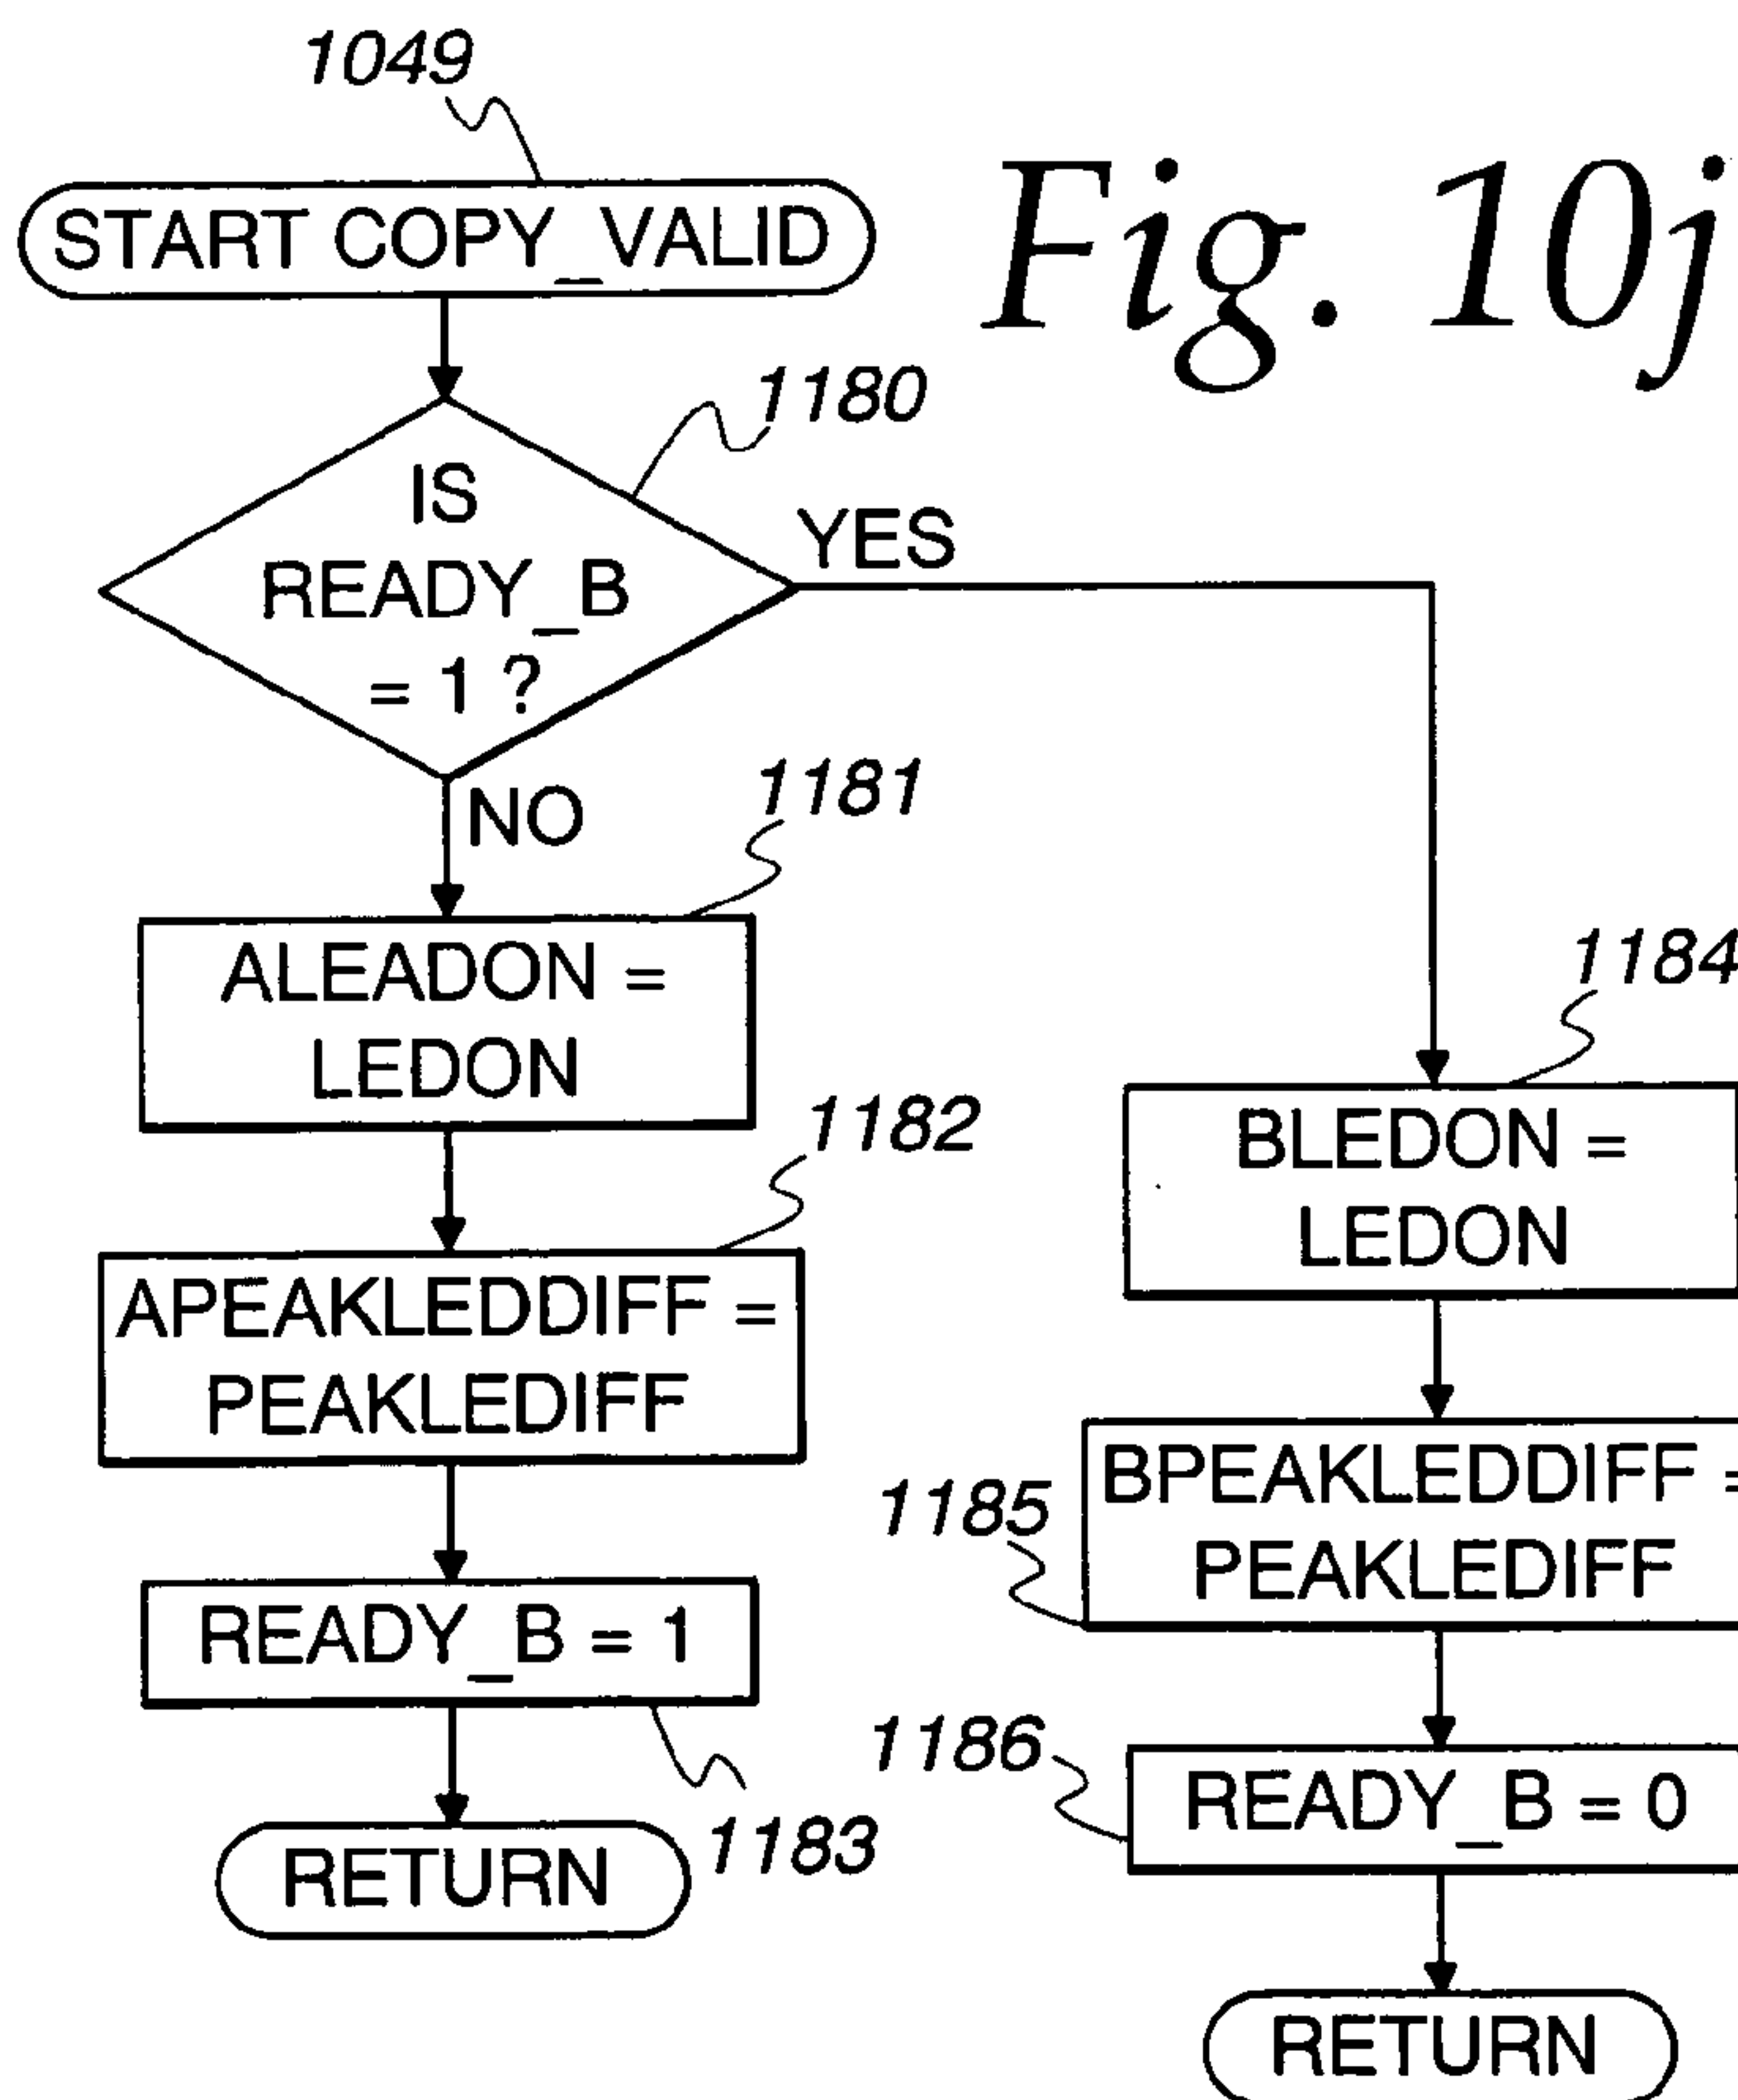 1049
START COPY_VALID
Fig. 10j
1180
IS
READY_B
= 1 ?
YES
NO
1181
ALEADON =
LEDON
1182
APEAKLEDDIFF =
PEAKLEDIFF
READY_B = 1
1183
RETURN
1184
BLEDON =
LEDON
1185
BPEAKLEDDIFF =
PEAKLEDIFF
1186
READY_B = 0
RETURN